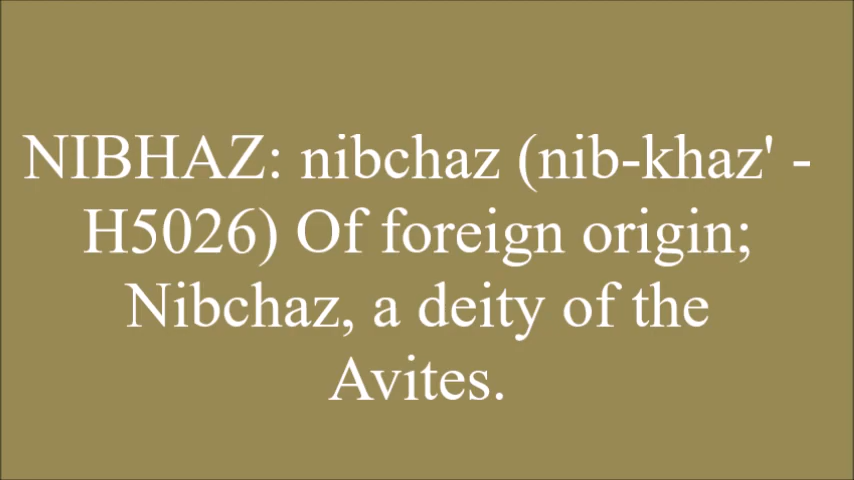 NIBHAZ: nibchaz (nib-khaz' -
H5026) Of foreign origin;
Nibchaz, a deity of the
Avites.